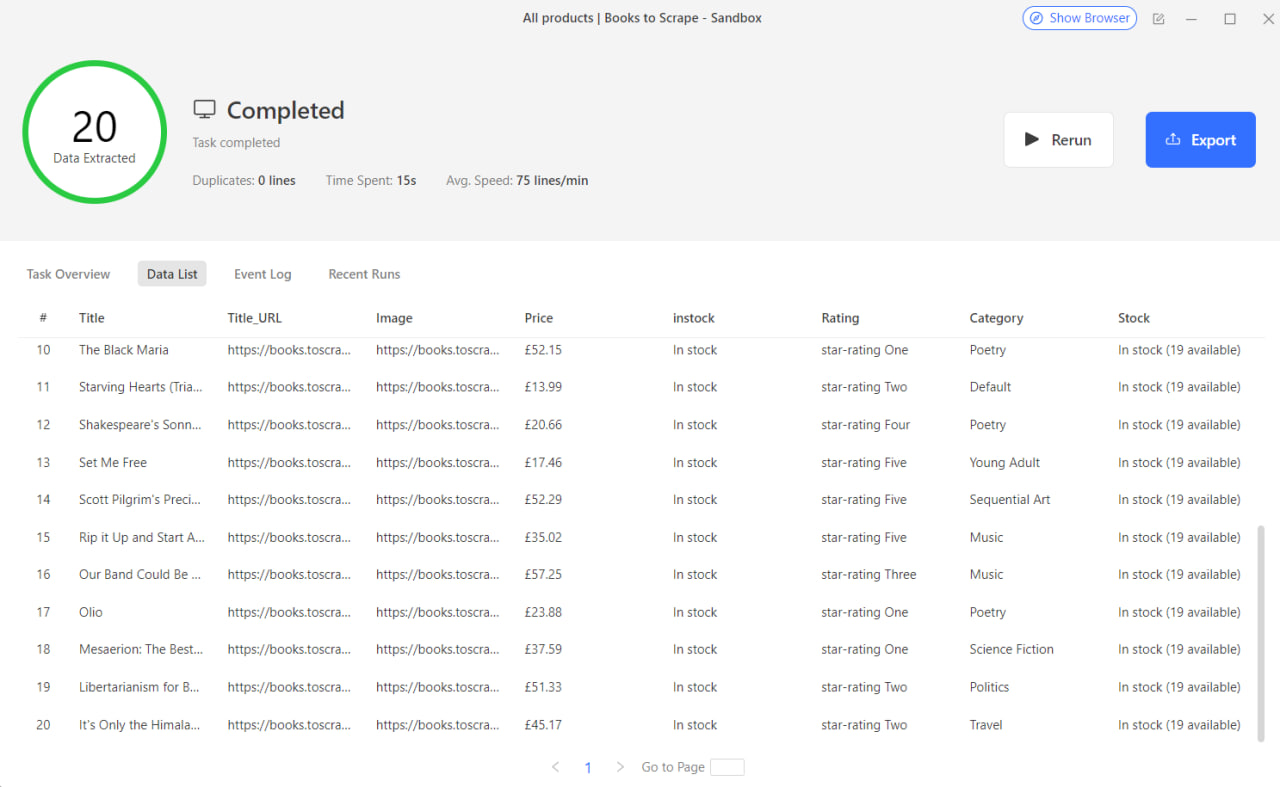 All products | Books to Scrape - Sandbox
Show Browser
20
Data Extracted
Completed
Task completed
Duplicates: 0 lines Time Spent: 15s Avg. Speed: 75 lines/min
Rerun
Export
Task Overview Data List Event Log Recent Runs
# Title Title_URL Image Price instock Rating Category Stock
10 The Black Maria https://books.toscra... https://books.toscra... £52.15 In stock star-rating One Poetry In stock (19 available)
11 Starving Hearts (Tria... https://books.toscra... https://books.toscra... £13.99 In stock star-rating Two Default In stock (19 available)
12 Shakespeare's Sonn... https://books.toscra... https://books.toscra... £20.66 In stock star-rating Four Poetry In stock (19 available)
13 Set Me Free https://books.toscra... https://books.toscra... £17.46 In stock star-rating Five Young Adult In stock (19 available)
14 Scott Pilgrim's Preci... https://books.toscra... https://books.toscra... £52.29 In stock star-rating Five Sequential Art In stock (19 available)
15 Rip it Up and Start A... https://books.toscra... https://books.toscra... £35.02 In stock star-rating Five Music In stock (19 available)
16 Our Band Could Be ... https://books.toscra... https://books.toscra... £57.25 In stock star-rating Three Music In stock (19 available)
17 Olio https://books.toscra... https://books.toscra... £23.88 In stock star-rating One Poetry In stock (19 available)
18 Mesaerion: The Best... https://books.toscra... https://books.toscra... £37.59 In stock star-rating One Science Fiction In stock (19 available)
19 Libertarianism for B... https://books.toscra... https://books.toscra... £51.33 In stock star-rating Two Politics In stock (19 available)
20 It's Only the Himala... https://books.toscra... https://books.toscra... £45.17 In stock star-rating Two Travel In stock (19 available)
< 1 > Go to Page